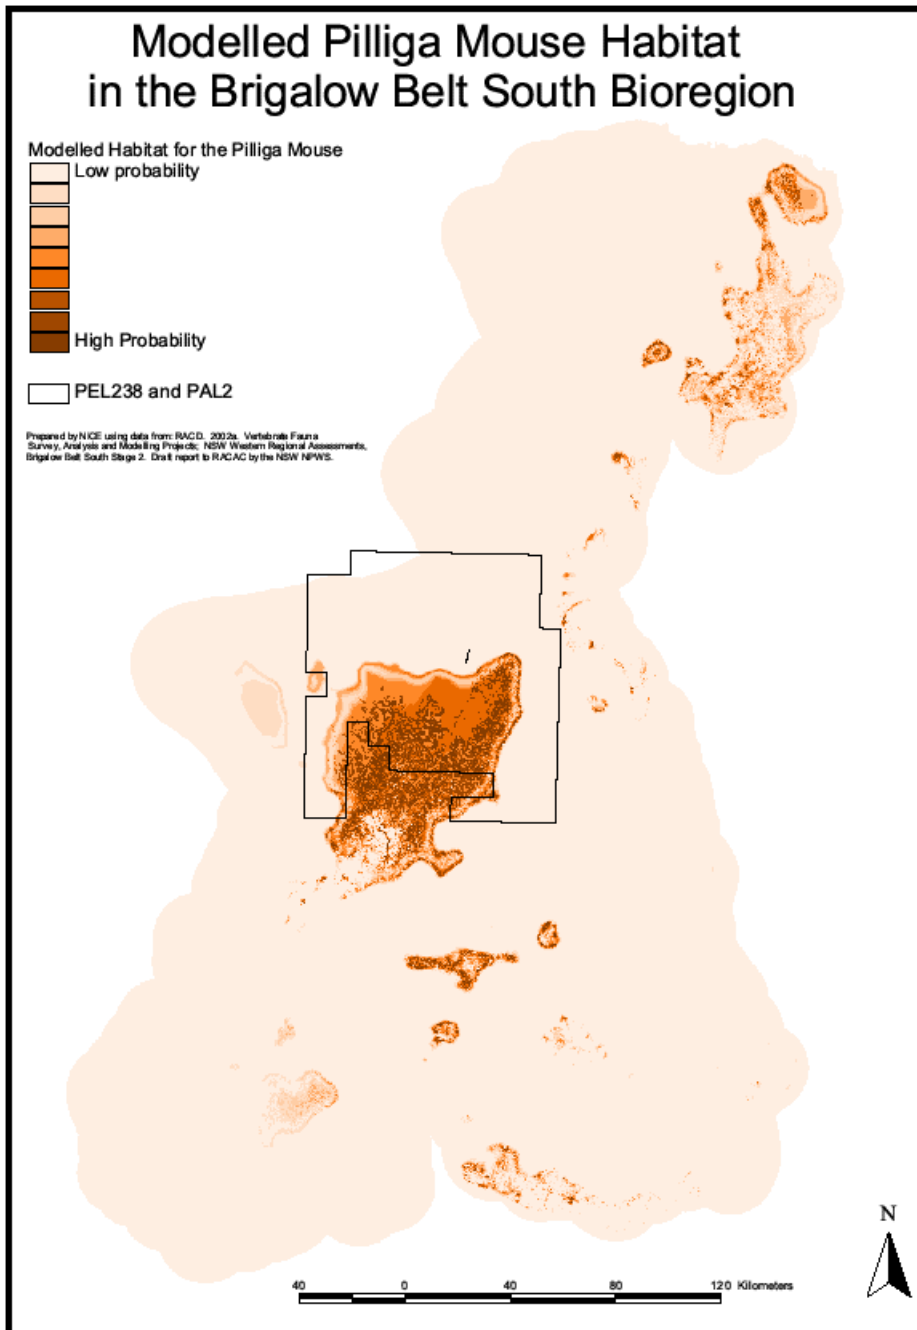 Modelled Pilliga Mouse Habitat
in the Brigalow Belt South Bioregion
Modelled Habitat for the Pilliga Mouse
Low probability
High Probability
PEL238 and PAL2
Prepared by NICE using data from: RACD. 2002a. Vertebrate Fauna
Survey, Analysis and Modelling Projects; NSW Western Regional Assessments,
Brigalow Belt South Stage 2. Draft report to RACAC by the NSW NPWS.
N
40 0 40 80 120 Kilometers